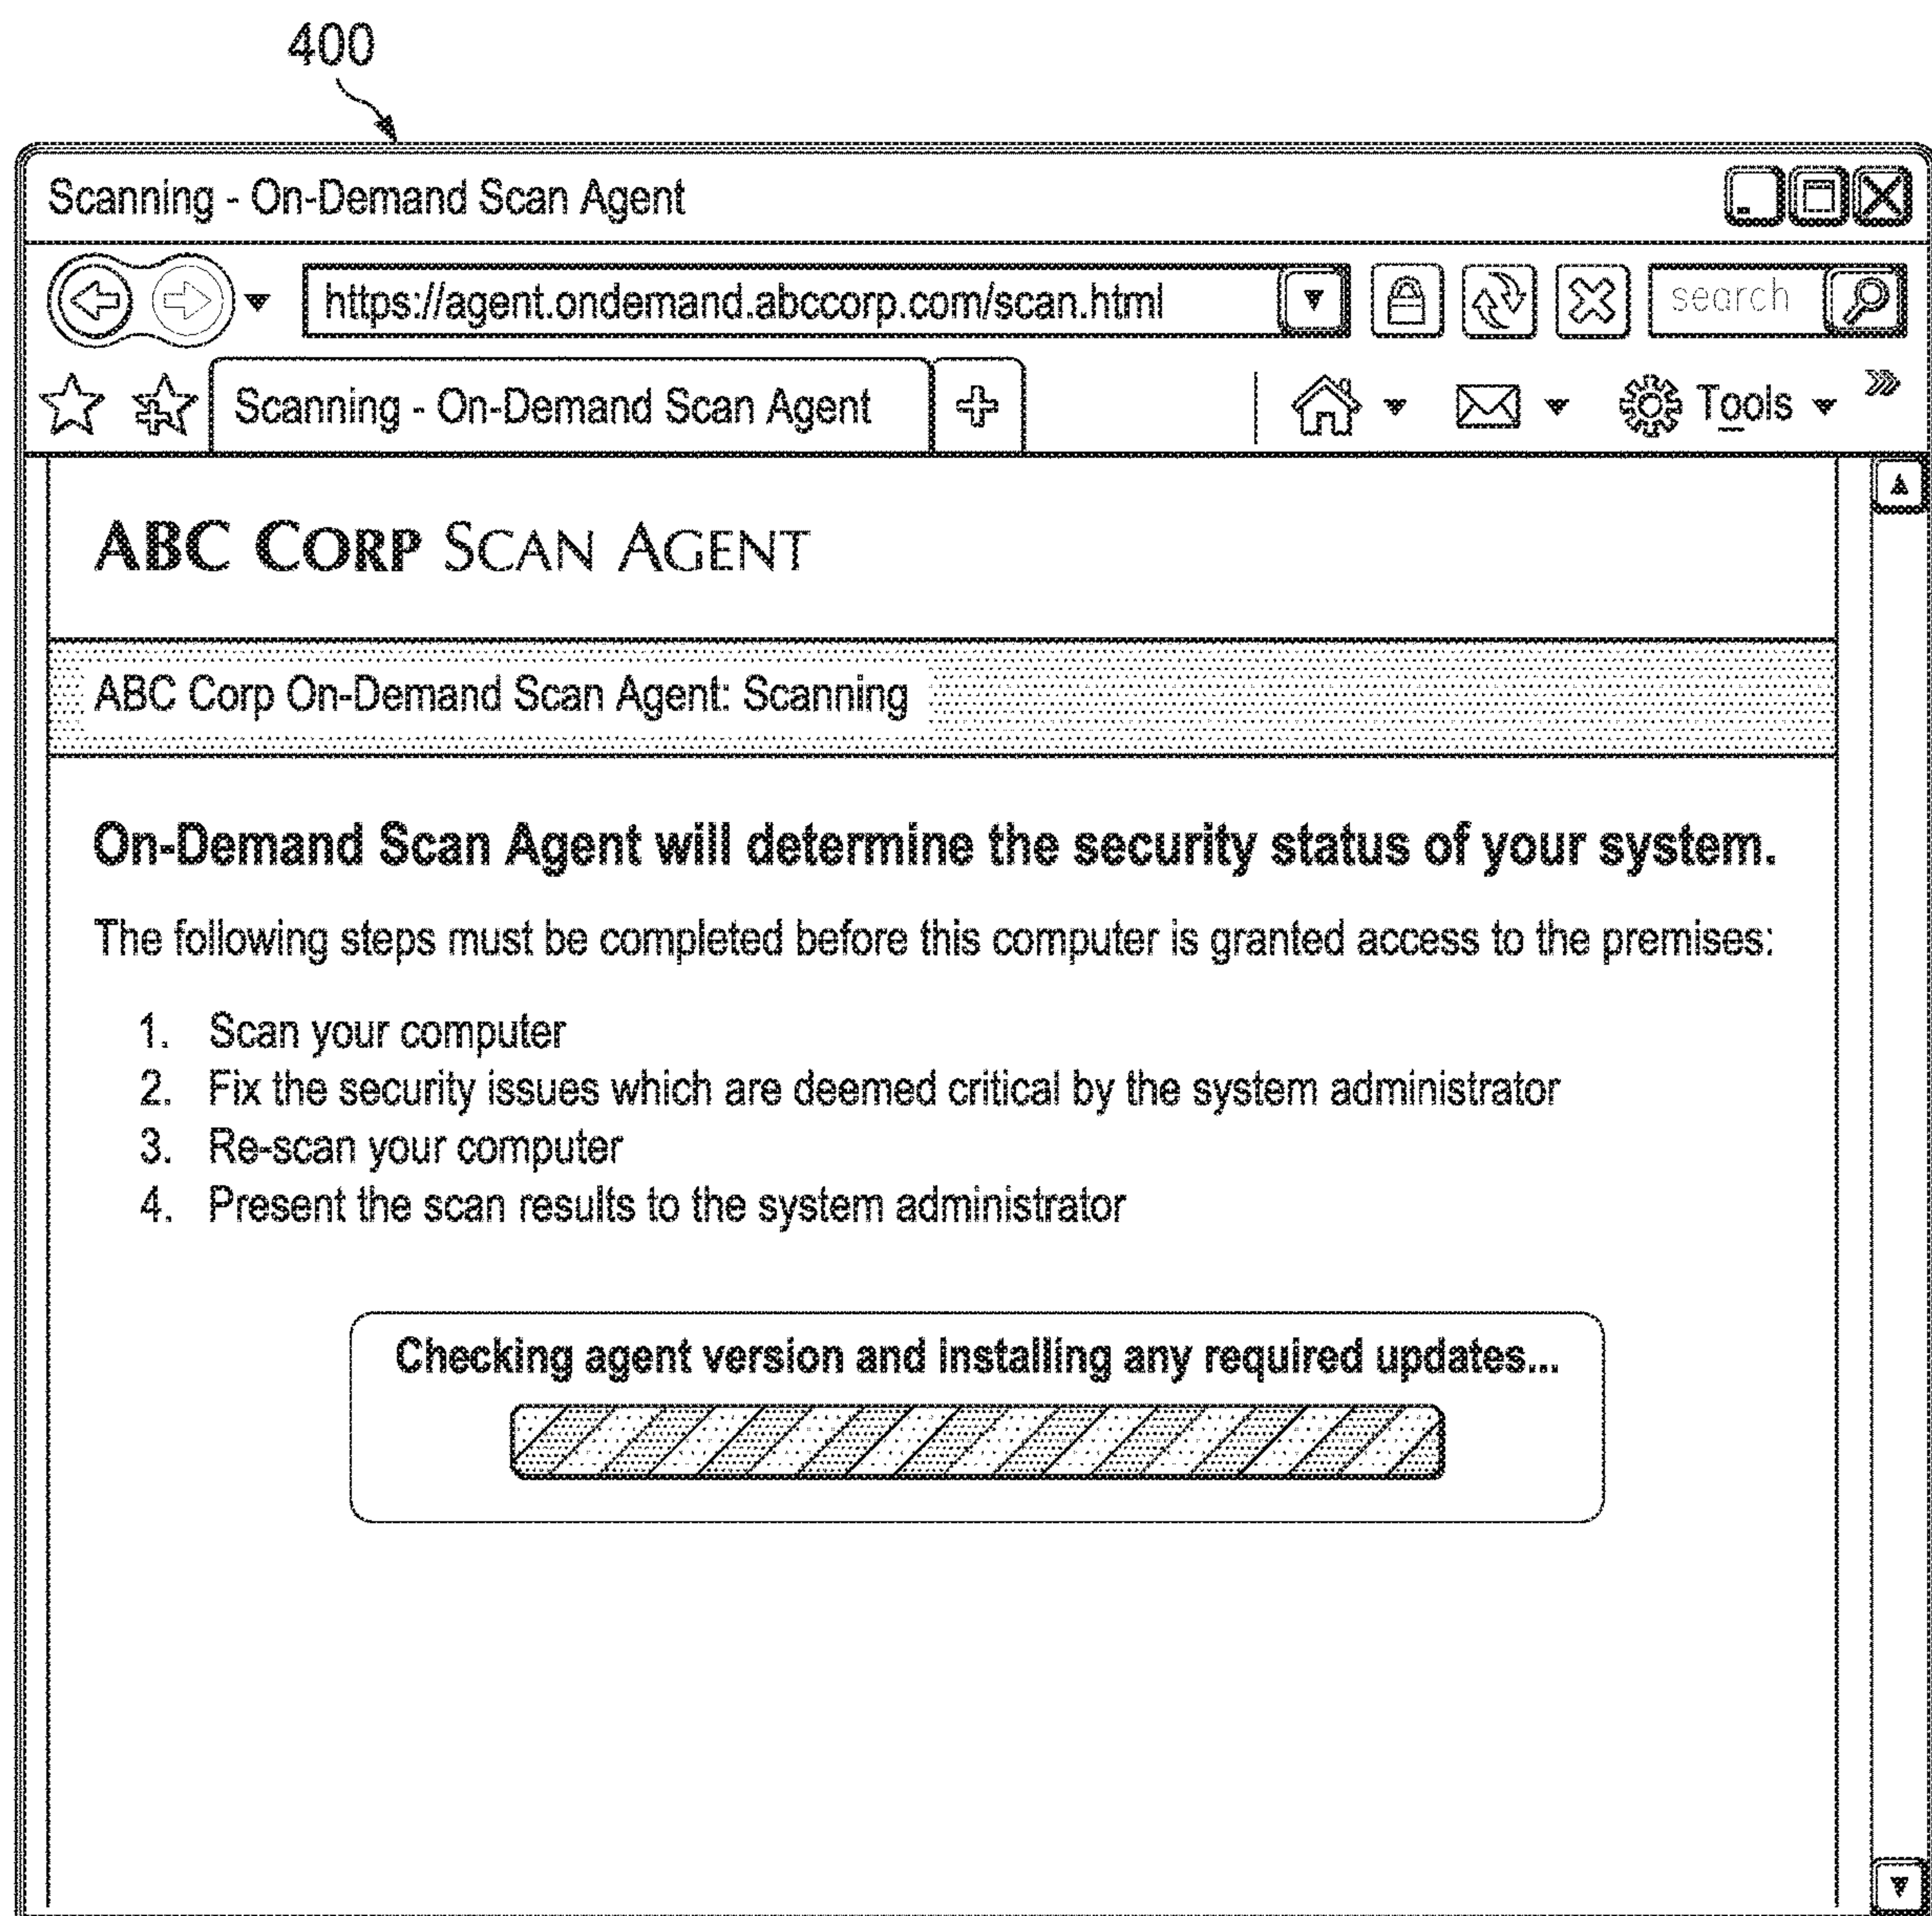 400
Scanning - On-Demand Scan Agent
https://agent.ondemand.abccorp.com/scan.html
search
Scanning - On-Demand Scan Agent
Tools
ABC CORP SCAN AGENT
ABC Corp On-Demand Scan Agent: Scanning
On-Demand Scan Agent will determine the security status of your system.
The following steps must be completed before this computer is granted access to the premises:
1. Scan your computer
2. Fix the security issues which are deemed critical by the system administrator
3. Re-scan your computer
4. Present the scan results to the system administrator
Checking agent version and installing any required updates...